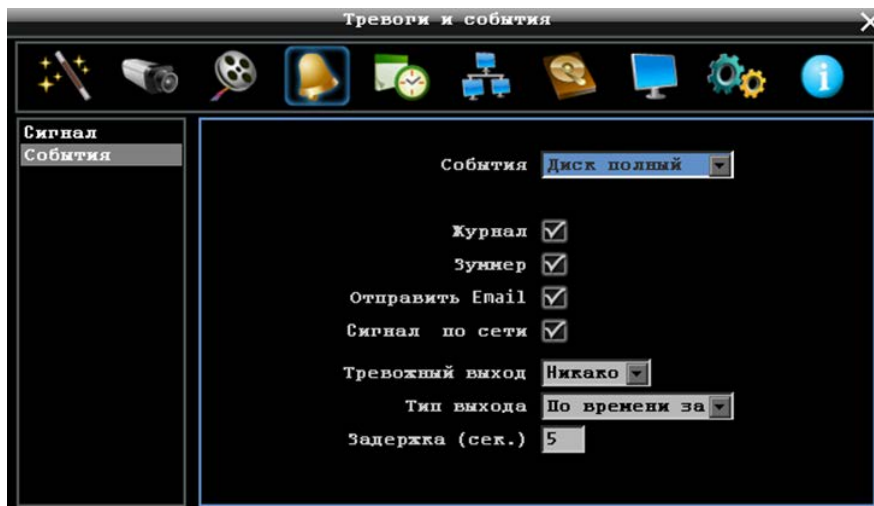 Тревоги и события
Сигнал
События
События Диск полный
Журнал
Зуммер
Отправить Email
Сигнал по сети
Тревожный выход Никако
Тип выхода По времени за
Задержка (сек.) 5